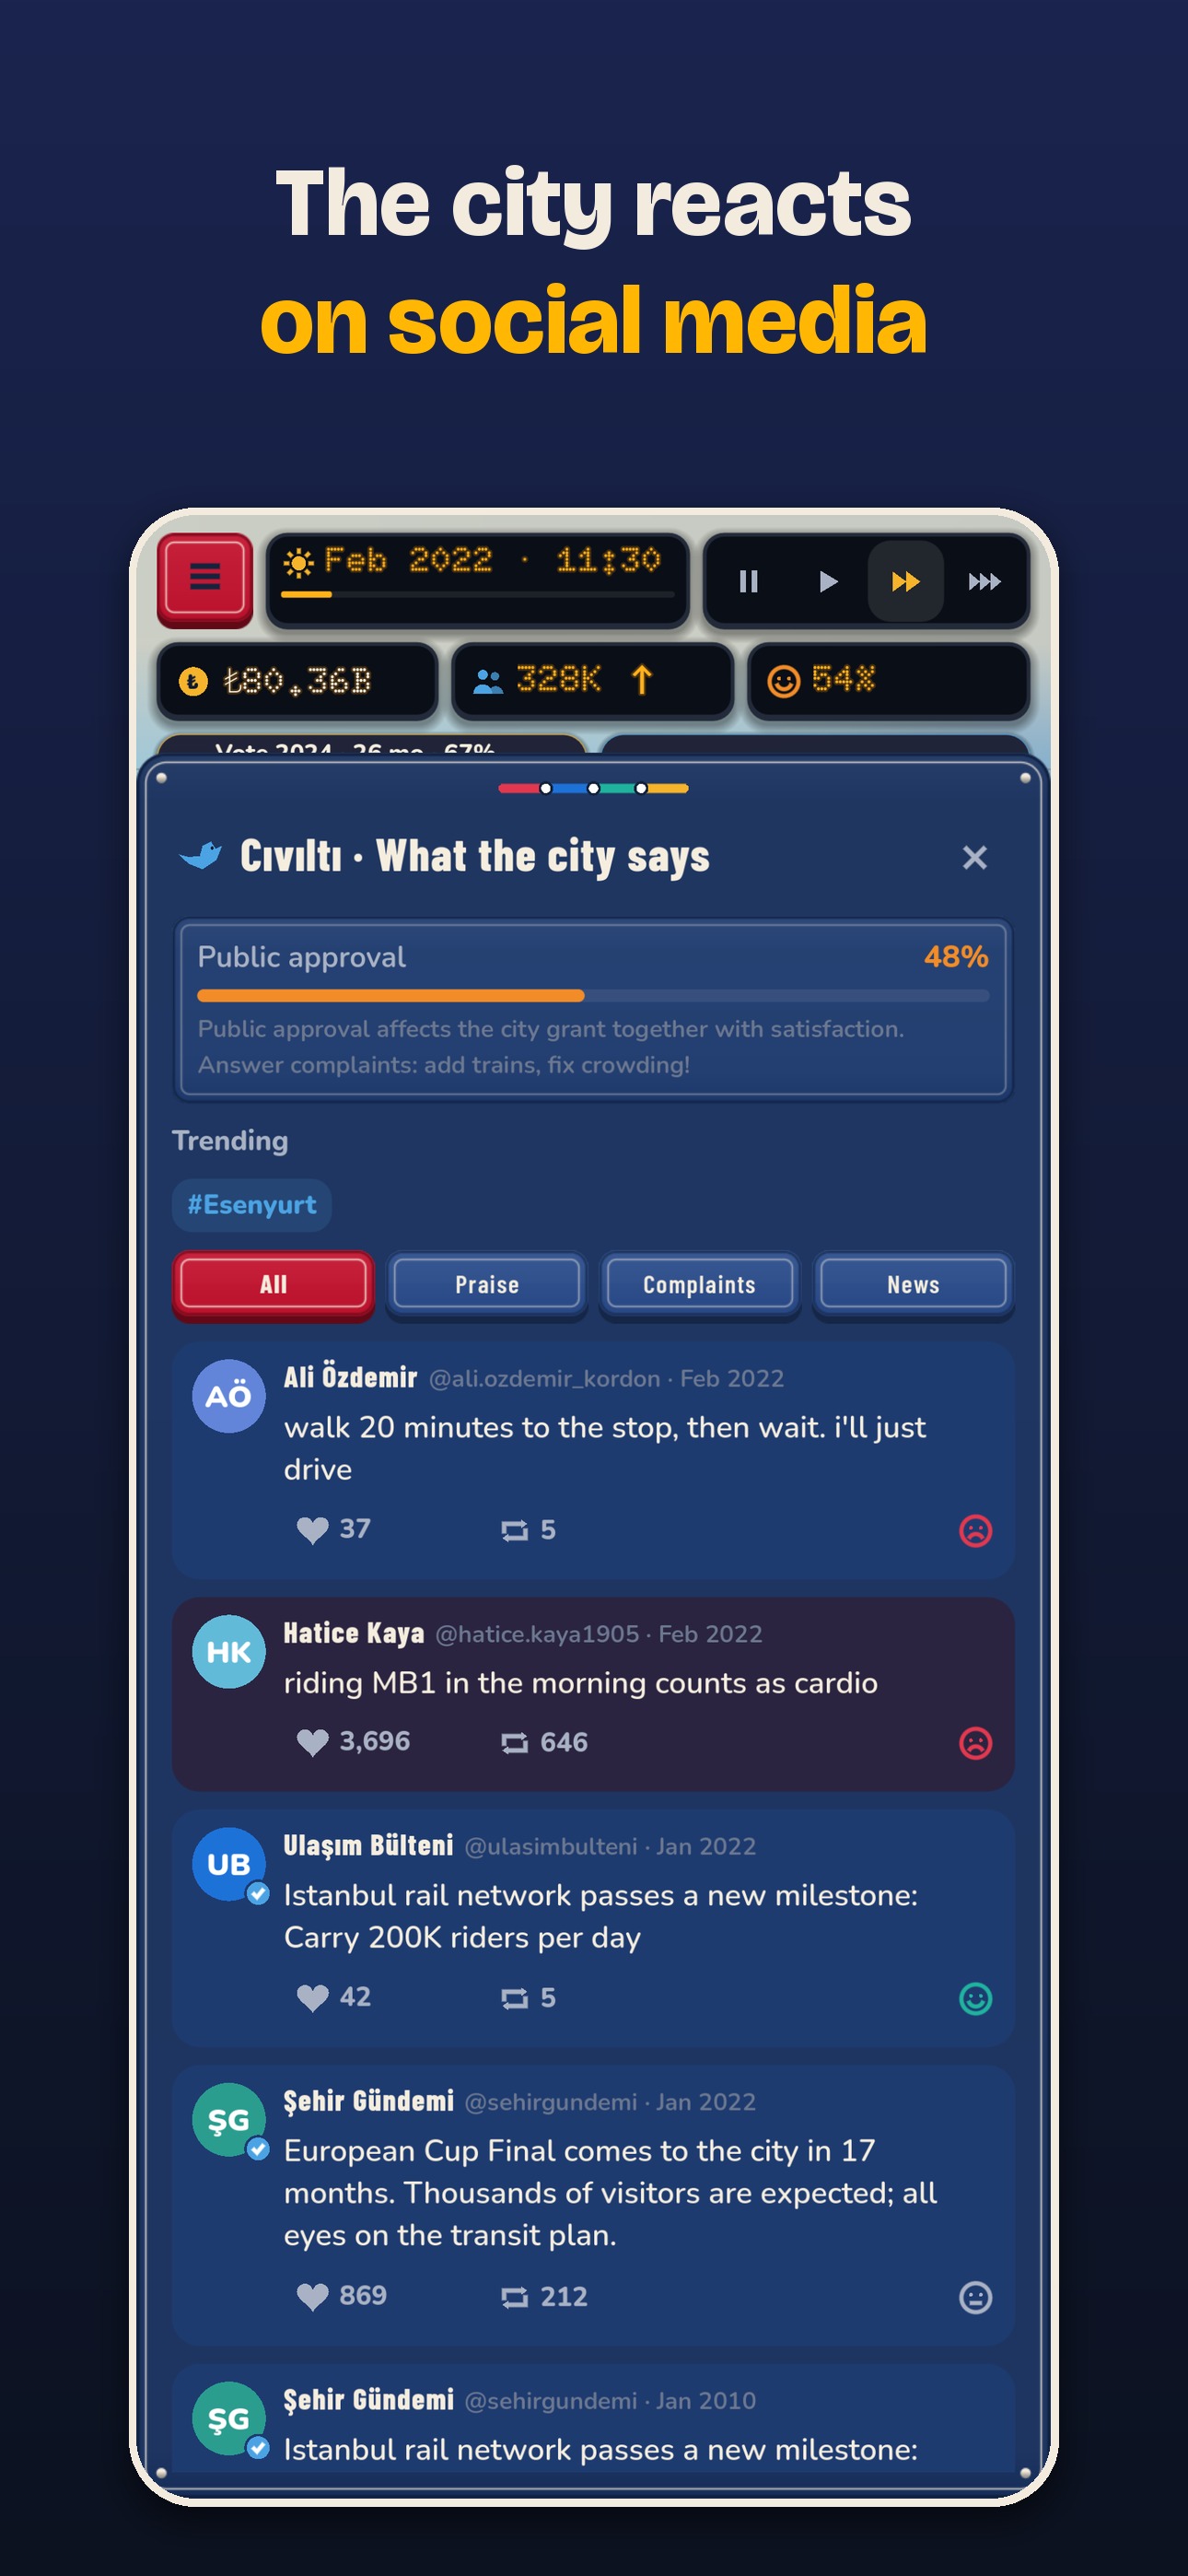 The city reacts
on social media
Feb 2022 · 11:30
₺80.36B
328K ↑
54%
Vote 2024 · 26 mo · 67%
Cıvıltı · What the city says
Public approval 48%
Public approval affects the city grant together with satisfaction.
Answer complaints: add trains, fix crowding!
Trending
#Esenyurt
All
Praise
Complaints
News
AÖ
Ali Özdemir @ali.ozdemir_kordon · Feb 2022
walk 20 minutes to the stop, then wait. i'll just
drive
37
5
HK
Hatice Kaya @hatice.kaya1905 · Feb 2022
riding MB1 in the morning counts as cardio
3,696
646
UB
Ulaşım Bülteni @ulasimbulteni · Jan 2022
Istanbul rail network passes a new milestone:
Carry 200K riders per day
42
5
ŞG
Şehir Gündemi @sehirgundemi · Jan 2022
European Cup Final comes to the city in 17
months. Thousands of visitors are expected; all
eyes on the transit plan.
869
212
ŞG
Şehir Gündemi @sehirgundemi · Jan 2010
Istanbul rail network passes a new milestone: